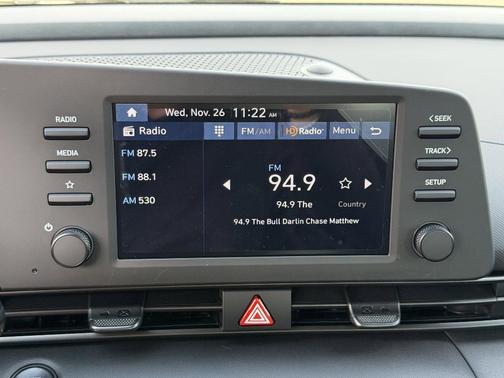 Wed, Nov. 26 11:22 AM
Radio
FM/AM
HD Radio
Menu
RADIO
MEDIA
FM 87.5
FM 88.1
AM 530
FM
94.9
94.9 The
Country
94.9 The Bull Darlin Chase Matthew
< SEEK
TRACK >
SETUP